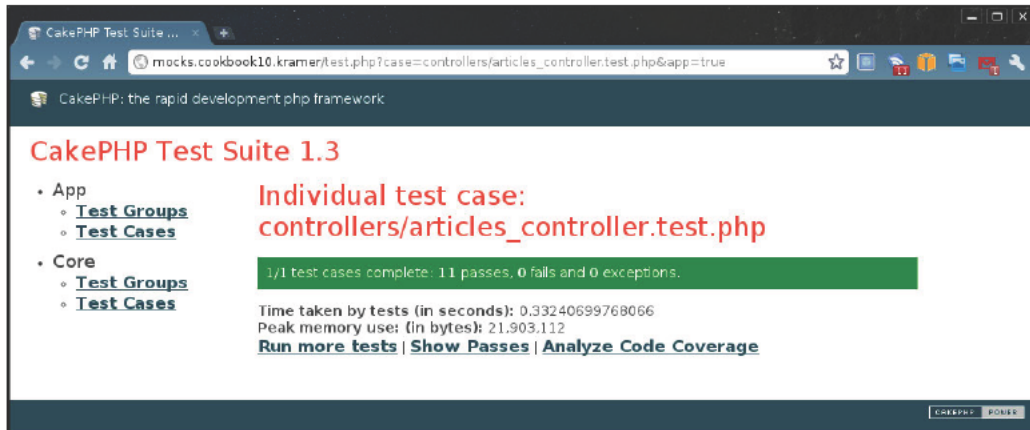 CakePHP Test Suite ...
mocks.cookbook10.kramer/test.php?case=controllers/articles_controller.test.php&app=true
CakePHP: the rapid development php framework
CakePHP Test Suite 1.3
App
Test Groups
Test Cases
Core
Test Groups
Test Cases
Individual test case:
controllers/articles_controller.test.php
1/1 test cases complete: 11 passes, 0 fails and 0 exceptions.
Time taken by tests (in seconds): 0.33240699768066
Peak memory use: (in bytes): 21,903,112
Run more tests | Show Passes | Analyze Code Coverage
CAKEPHP POWER